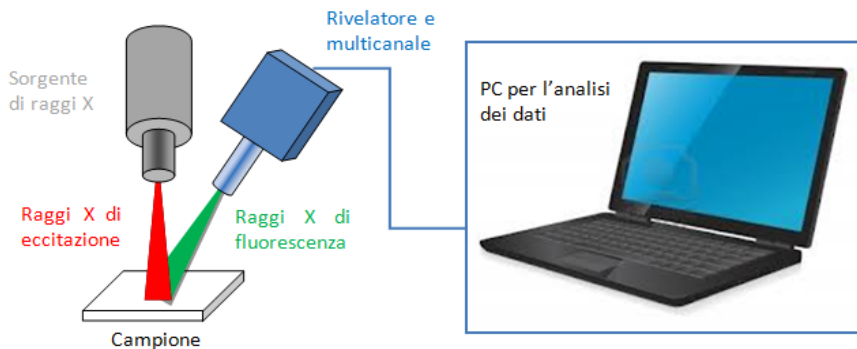 Rivelatore e
multicanale
Sorgente
di raggi X
PC per l'analisi
dei dati
Raggi X di
eccitazione
Raggi X di
fluorescenza
Campione